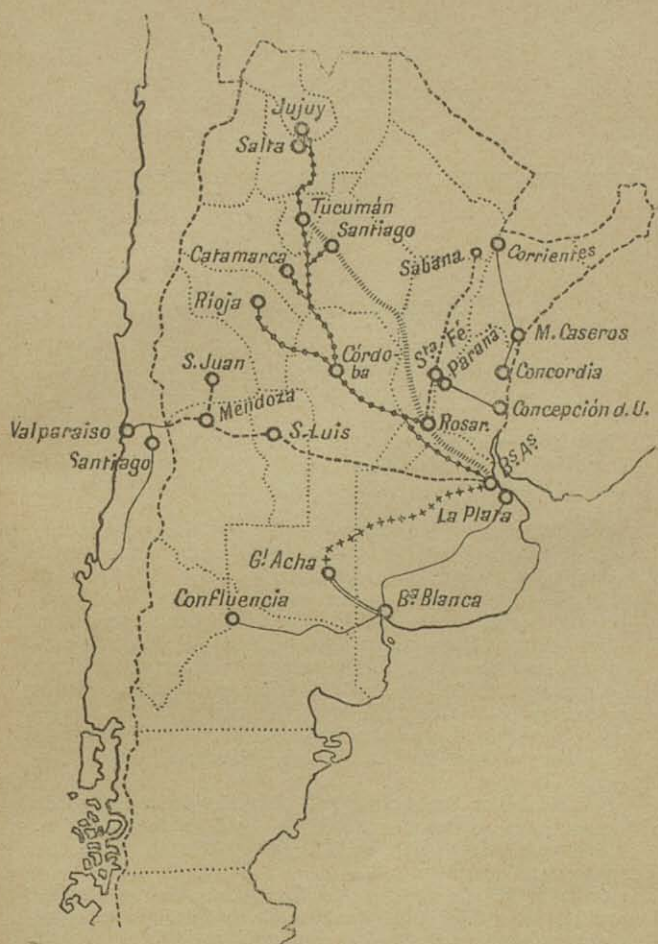 Jujuy
Salta
Tucumán
Santiago
Catamarca
Sabana
Corrientes
Rioja
Sta Fé
Paraná
M. Caseros
Córdo-
ba
S. Juan
Concordia
Mendoza
Concepción d. U.
Valparaiso
Rosar.
Santiago
S. Luis
Bs. As.
La Plata
Gl. Acha
Confluencia
Ba. Blanca